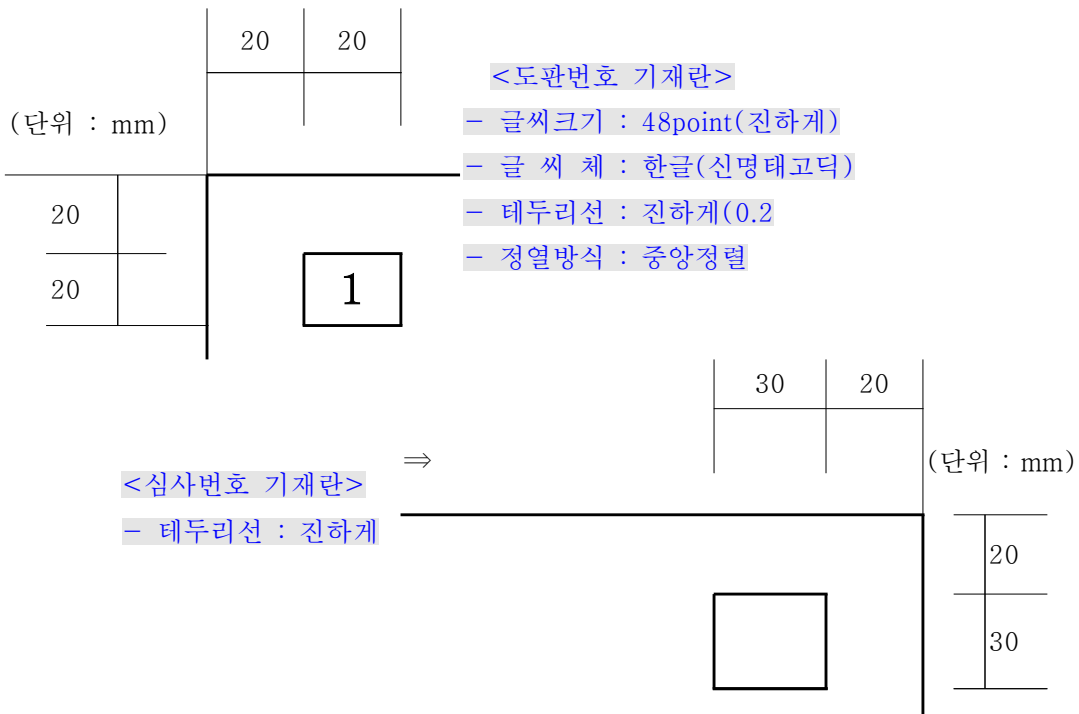 20 20
<도판번호 기재란>
(단위 : mm)
- 글씨크기 : 48point(진하게)
- 글 씨 체 : 한글(신명태고딕)
20
- 테두리선 : 진하게(0.2
- 정열방식 : 중앙정렬
20
1
30 20
⇒
(단위 : mm)
<심사번호 기재란>
- 테두리선 : 진하게
20
30